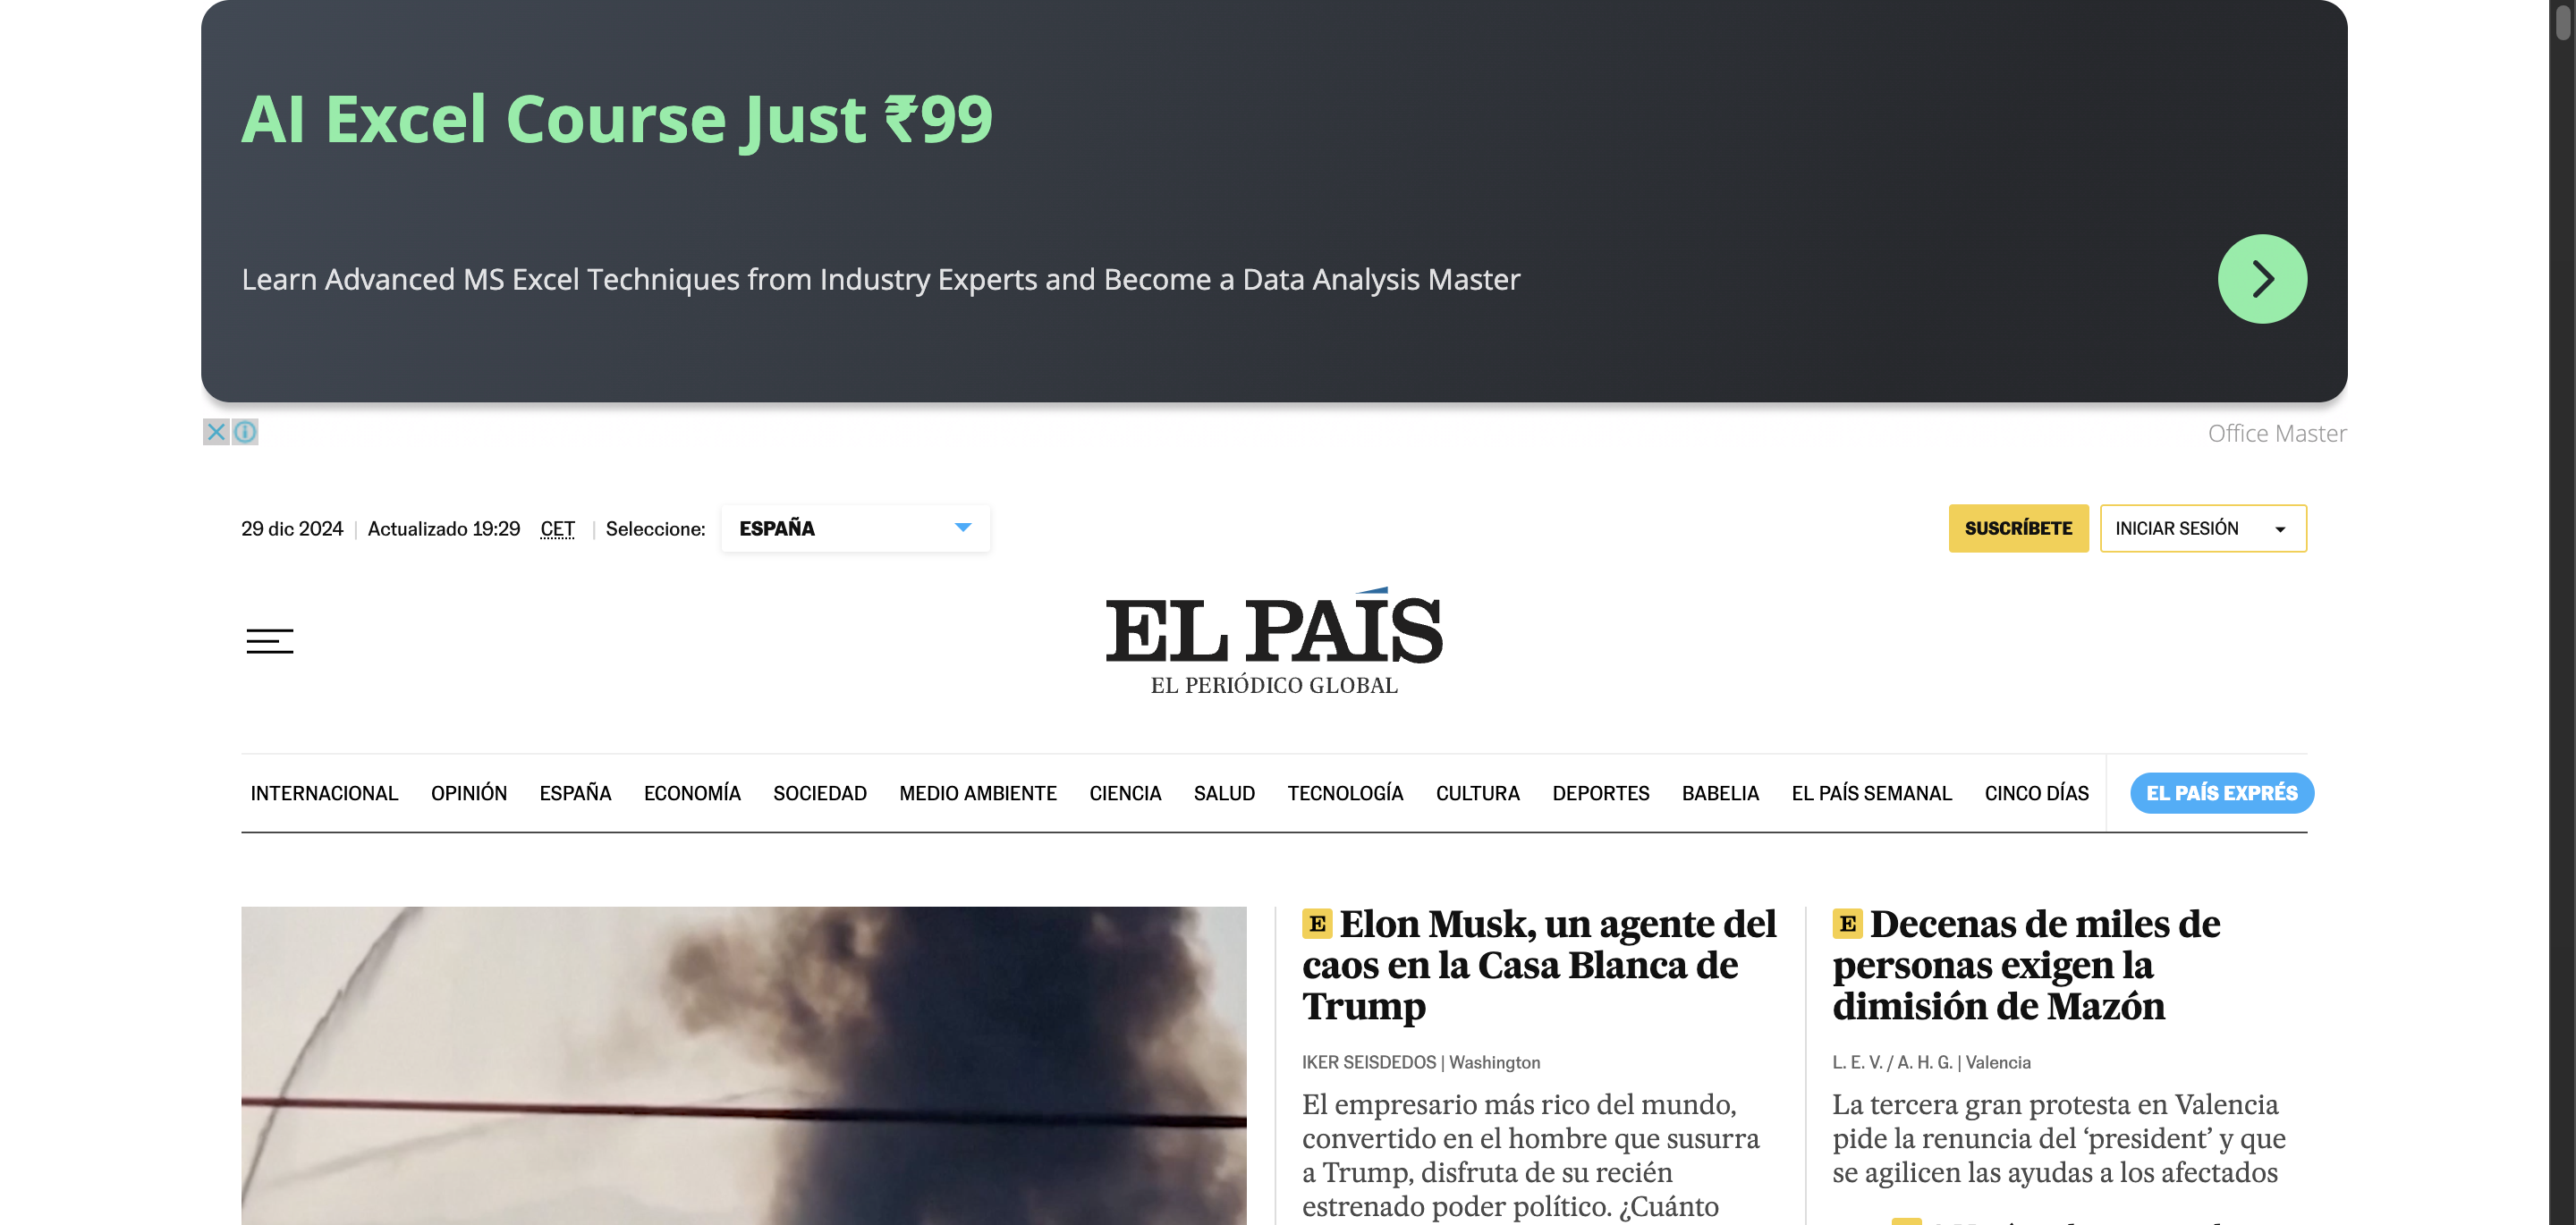 AI Excel Course Just ₹99
Learn Advanced MS Excel Techniques from Industry Experts and Become a Data Analysis Master
Office Master
29 dic 2024 | Actualizado 19:29 CET | Seleccione: ESPAÑA
SUSCRÍBETE
INICIAR SESIÓN
EL PAÍS
EL PERIÓDICO GLOBAL
INTERNACIONAL OPINIÓN ESPAÑA ECONOMÍA SOCIEDAD MEDIO AMBIENTE CIENCIA SALUD TECNOLOGÍA CULTURA DEPORTES BABELIA EL PAÍS SEMANAL CINCO DÍAS EL PAÍS EXPRÉS
E Elon Musk, un agente del
caos en la Casa Blanca de
Trump
IKER SEISDEDOS | Washington
El empresario más rico del mundo,
convertido en el hombre que susurra
a Trump, disfruta de su recién
estrenado poder político. ¿Cuánto
E Decenas de miles de
personas exigen la
dimisión de Mazón
L. E. V. / A. H. G. | Valencia
La tercera gran protesta en Valencia
pide la renuncia del ‘president’ y que
se agilicen las ayudas a los afectados